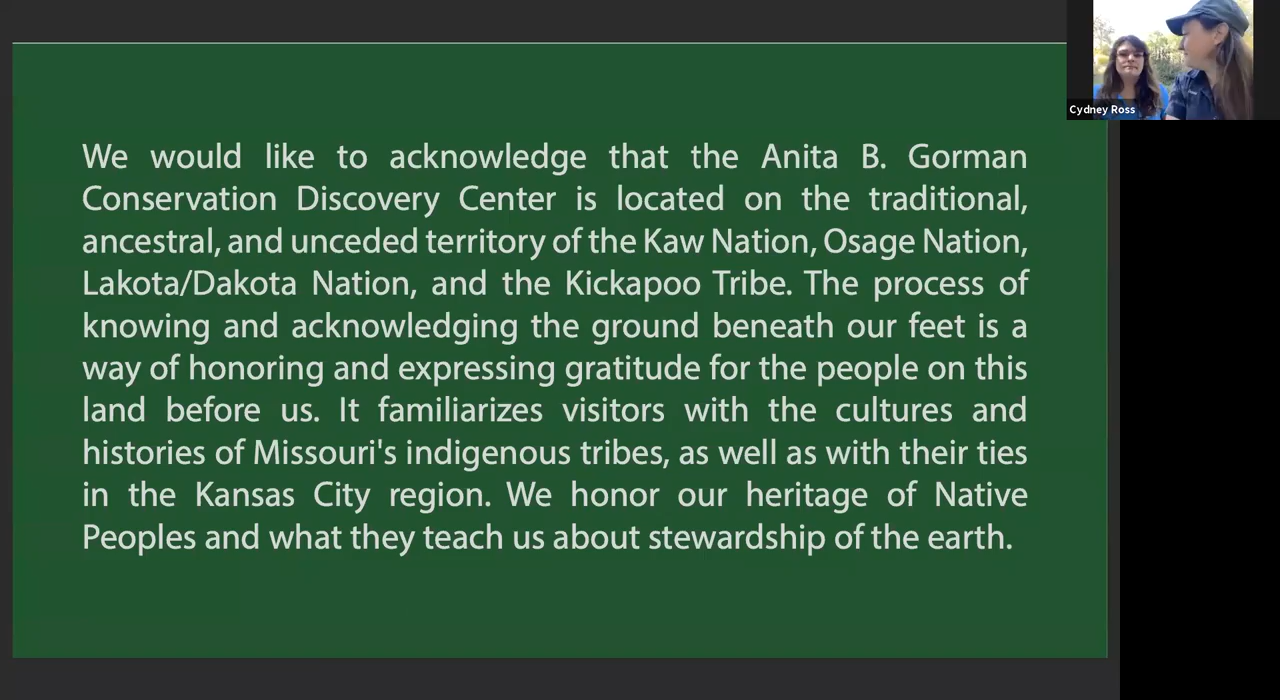 We would like to acknowledge that the Anita B. Gorman
Conservation Discovery Center is located on the traditional,
ancestral, and unceded territory of the Kaw Nation, Osage Nation,
Lakota/Dakota Nation, and the Kickapoo Tribe. The process of
knowing and acknowledging the ground beneath our feet is a
way of honoring and expressing gratitude for the people on this
land before us. It familiarizes visitors with the cultures and
histories of Missouri's indigenous tribes, as well as with their ties
in the Kansas City region. We honor our heritage of Native
Peoples and what they teach us about stewardship of the earth.
Cydney Ross